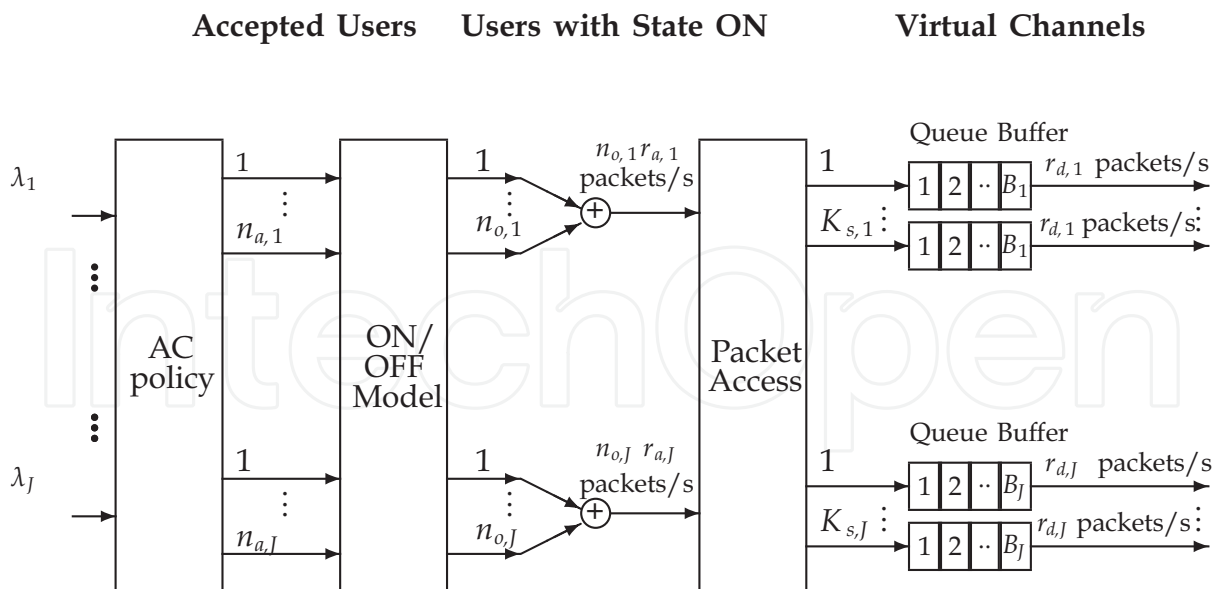 Accepted Users Users with State ON Virtual Channels
Queue Buffer
λ1
1
⋮
na,1
1
⋮
no,1
no,1 ra,1
packets/s
+
1
Ks,1 ⋮
1 2 ·· B1
rd,1 packets/s
1 2 ·· B1
rd,1 packets/s
⋮
AC
policy
ON/
OFF
Model
Packet
Access
IntechOpen
Queue Buffer
λJ
1
⋮
na,J
1
⋮
no,J
no,J ra,J
packets/s
+
1
Ks,J ⋮
1 2 ·· BJ
rd,J packets/s
1 2 ·· BJ
rd,J packets/s
⋮